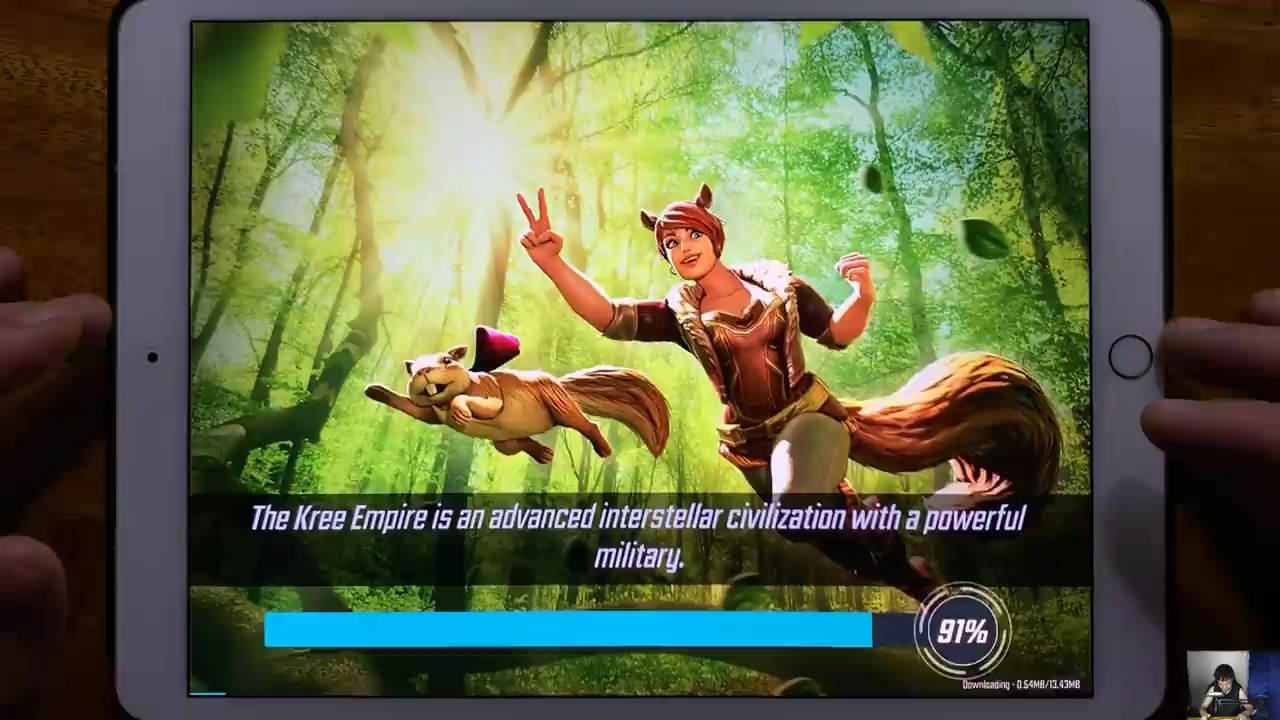 The Kree Empire is an advanced interstellar civilization with a powerful
military.
91%
Downloading - 0.54MB/13.43MB